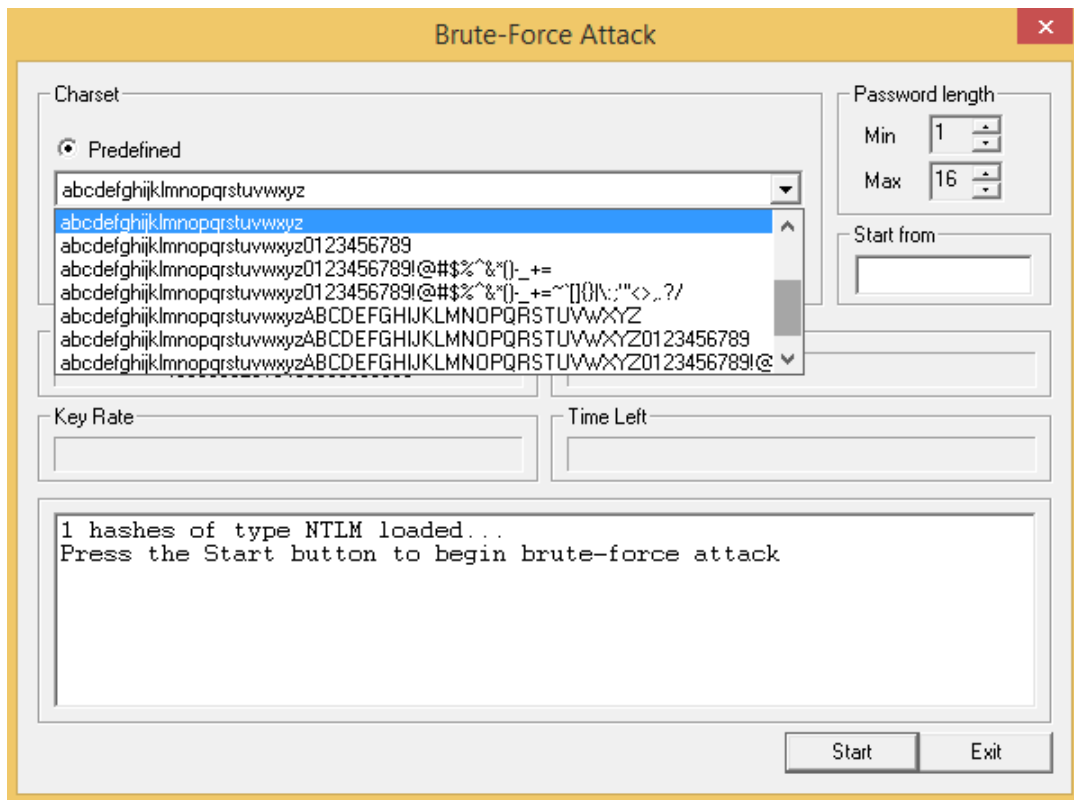 Brute-Force Attack
Charset
Predefined
abcdefghijklmnopqrstuvwxyz
abcdefghijklmnopqrstuvwxyz
abcdefghijklmnopqrstuvwxyz0123456789
abcdefghijklmnopqrstuvwxyz0123456789!@#$%^&*()-_+=
abcdefghijklmnopqrstuvwxyz0123456789!@#$%^&*()-_+=~`[]{}|\:;'"<>,.?/
abcdefghijklmnopqrstuvwxyzABCDEFGHIJKLMNOPQRSTUVWXYZ
abcdefghijklmnopqrstuvwxyzABCDEFGHIJKLMNOPQRSTUVWXYZ0123456789
abcdefghijklmnopqrstuvwxyzABCDEFGHIJKLMNOPQRSTUVWXYZ0123456789!@
Password length
Min 1
Max 16
Start from
Key Rate
Time Left
1 hashes of type NTLM loaded...
Press the Start button to begin brute-force attack
Start
Exit